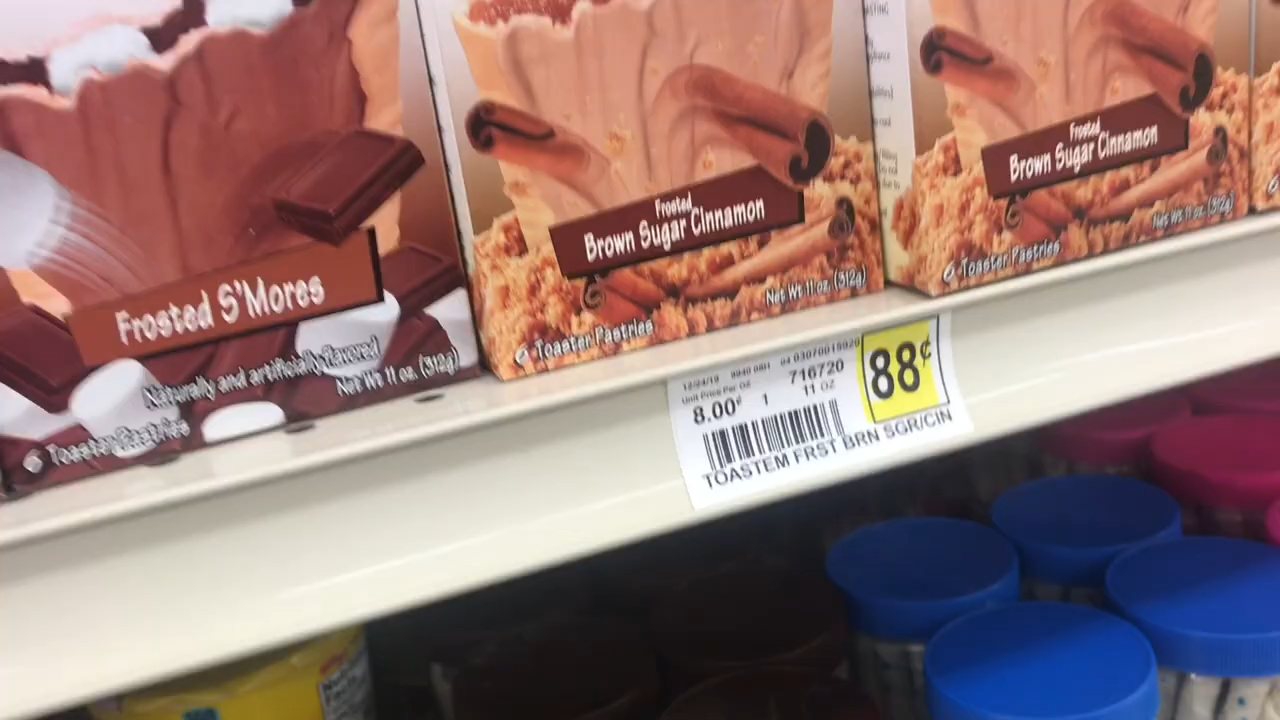 Frosted S'Mores
Naturally and artificially flavored
Net Wt 11 oz. (312g)
Toaster Pastries
Frosted
Brown Sugar Cinnamon
Net Wt 11 oz. (312g)
Toaster Pastries
Frosted
Brown Sugar Cinnamon
Net Wt 11 oz. (312g)
Toaster Pastries
Unit Price Per OZ
716720
8.00¢ 1 11 OZ
88¢
TOASTEM FRST BRN SGR/CIN